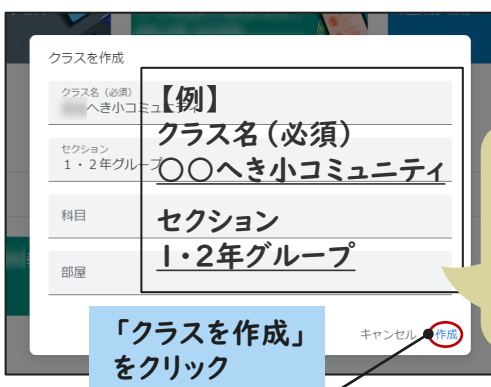 クラスを作成
クラス名（必須）
へき小コミュニティ
セクション
1・2年グループ
科目
部屋
キャンセル
作成
【例】
クラス名（必須）
○○へき小コミュニティ
セクション
1・2年グループ
「クラスを作成」
をクリック